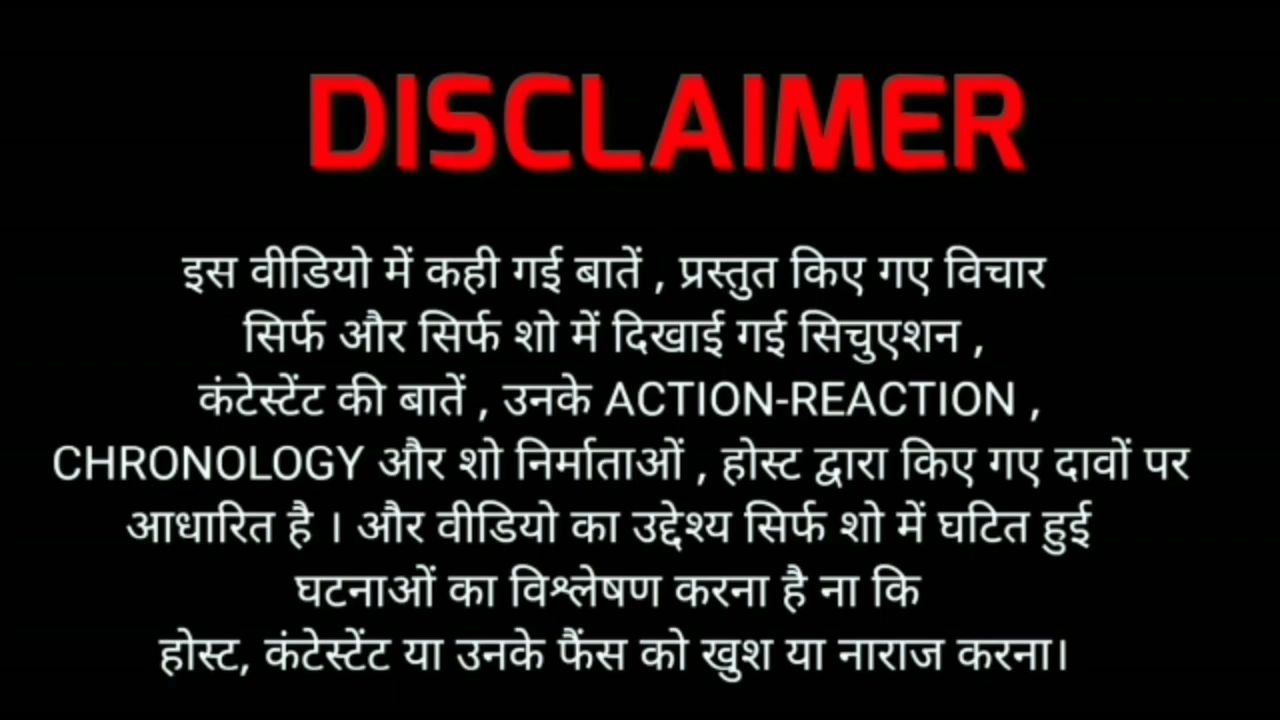 DISCLAIMER
इस वीडियो में कही गई बातें , प्रस्तुत किए गए विचार
सिर्फ और सिर्फ शो में दिखाई गई सिचुएशन ,
कंटेस्टेंट की बातें , उनके ACTION-REACTION ,
CHRONOLOGY और शो निर्माताओं , होस्ट द्वारा किए गए दावों पर
आधारित है । और वीडियो का उद्देश्य सिर्फ शो में घटित हुई
घटनाओं का विश्लेषण करना है ना कि
होस्ट, कंटेस्टेंट या उनके फैंस को खुश या नाराज करना।